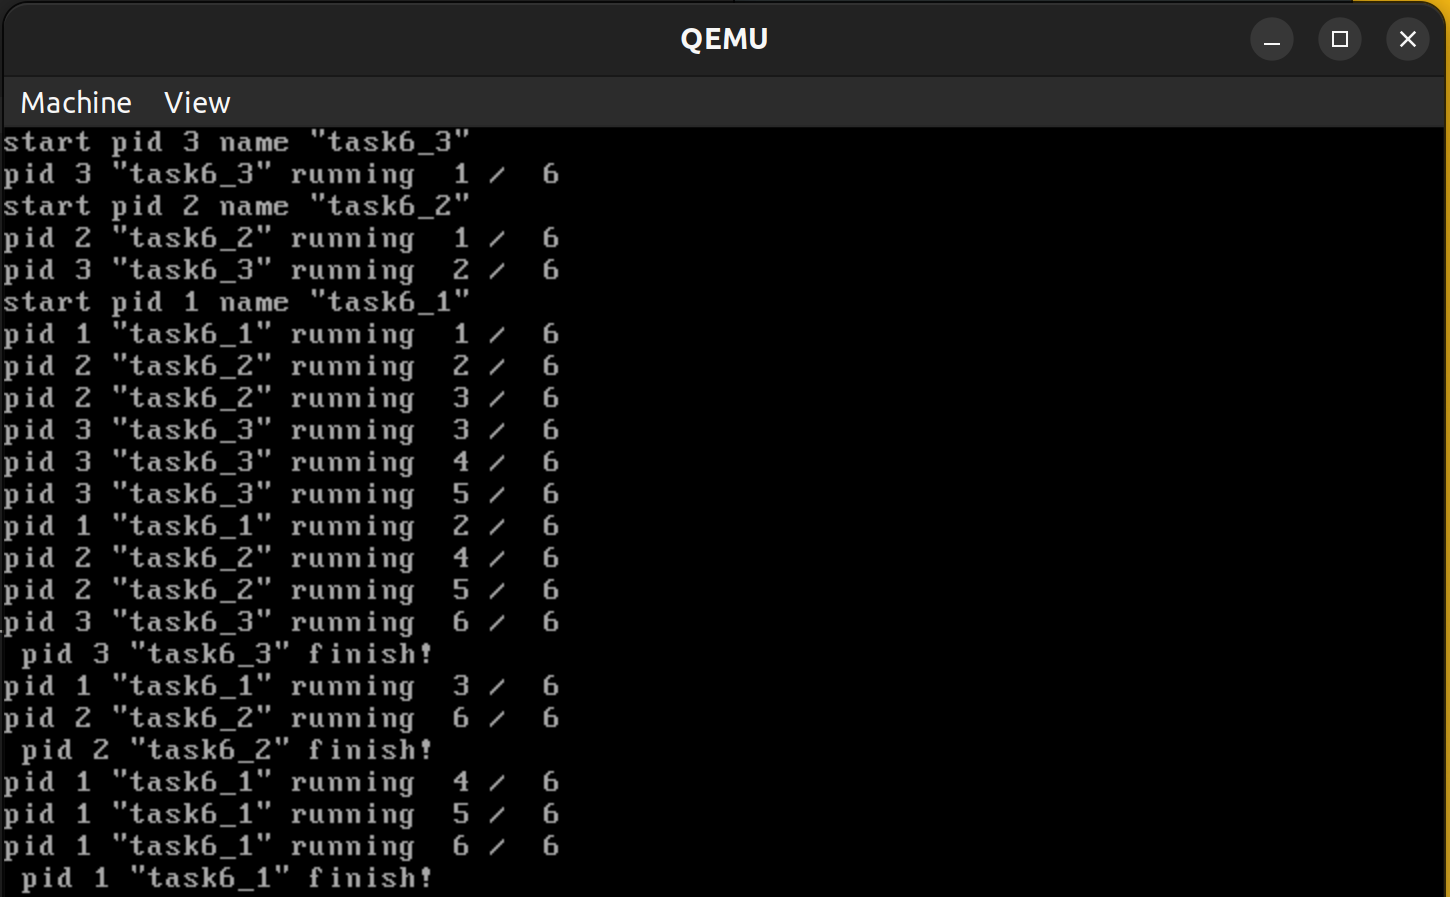 QEMU
Machine View
start pid 3 name "task6_3"
pid 3 "task6_3" running  1 /  6
start pid 2 name "task6_2"
pid 2 "task6_2" running  1 /  6
pid 3 "task6_3" running  2 /  6
start pid 1 name "task6_1"
pid 1 "task6_1" running  1 /  6
pid 2 "task6_2" running  2 /  6
pid 2 "task6_2" running  3 /  6
pid 3 "task6_3" running  3 /  6
pid 3 "task6_3" running  4 /  6
pid 3 "task6_3" running  5 /  6
pid 1 "task6_1" running  2 /  6
pid 2 "task6_2" running  4 /  6
pid 2 "task6_2" running  5 /  6
pid 3 "task6_3" running  6 /  6
 pid 3 "task6_3" finish!
pid 1 "task6_1" running  3 /  6
pid 2 "task6_2" running  6 /  6
 pid 2 "task6_2" finish!
pid 1 "task6_1" running  4 /  6
pid 1 "task6_1" running  5 /  6
pid 1 "task6_1" running  6 /  6
 pid 1 "task6_1" finish!